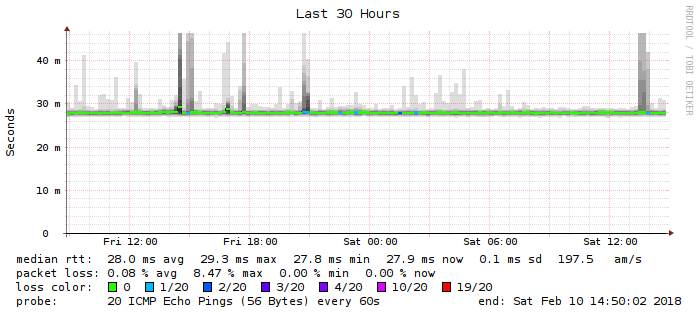 Last 30 Hours
RRDTOOL / TOBI OETIKER
Seconds
40 m
30 m
20 m
10 m
0
Fri 12:00 Fri 18:00 Sat 00:00 Sat 06:00 Sat 12:00
median rtt: 28.0 ms avg 29.3 ms max 27.8 ms min 27.9 ms now 0.1 ms sd 197.5 am/s
packet loss: 0.08 % avg 8.47 % max 0.00 % min 0.00 % now
loss color: 0 1/20 2/20 3/20 4/20 10/20 19/20
probe: 20 ICMP Echo Pings (56 Bytes) every 60s end: Sat Feb 10 14:50:02 2018